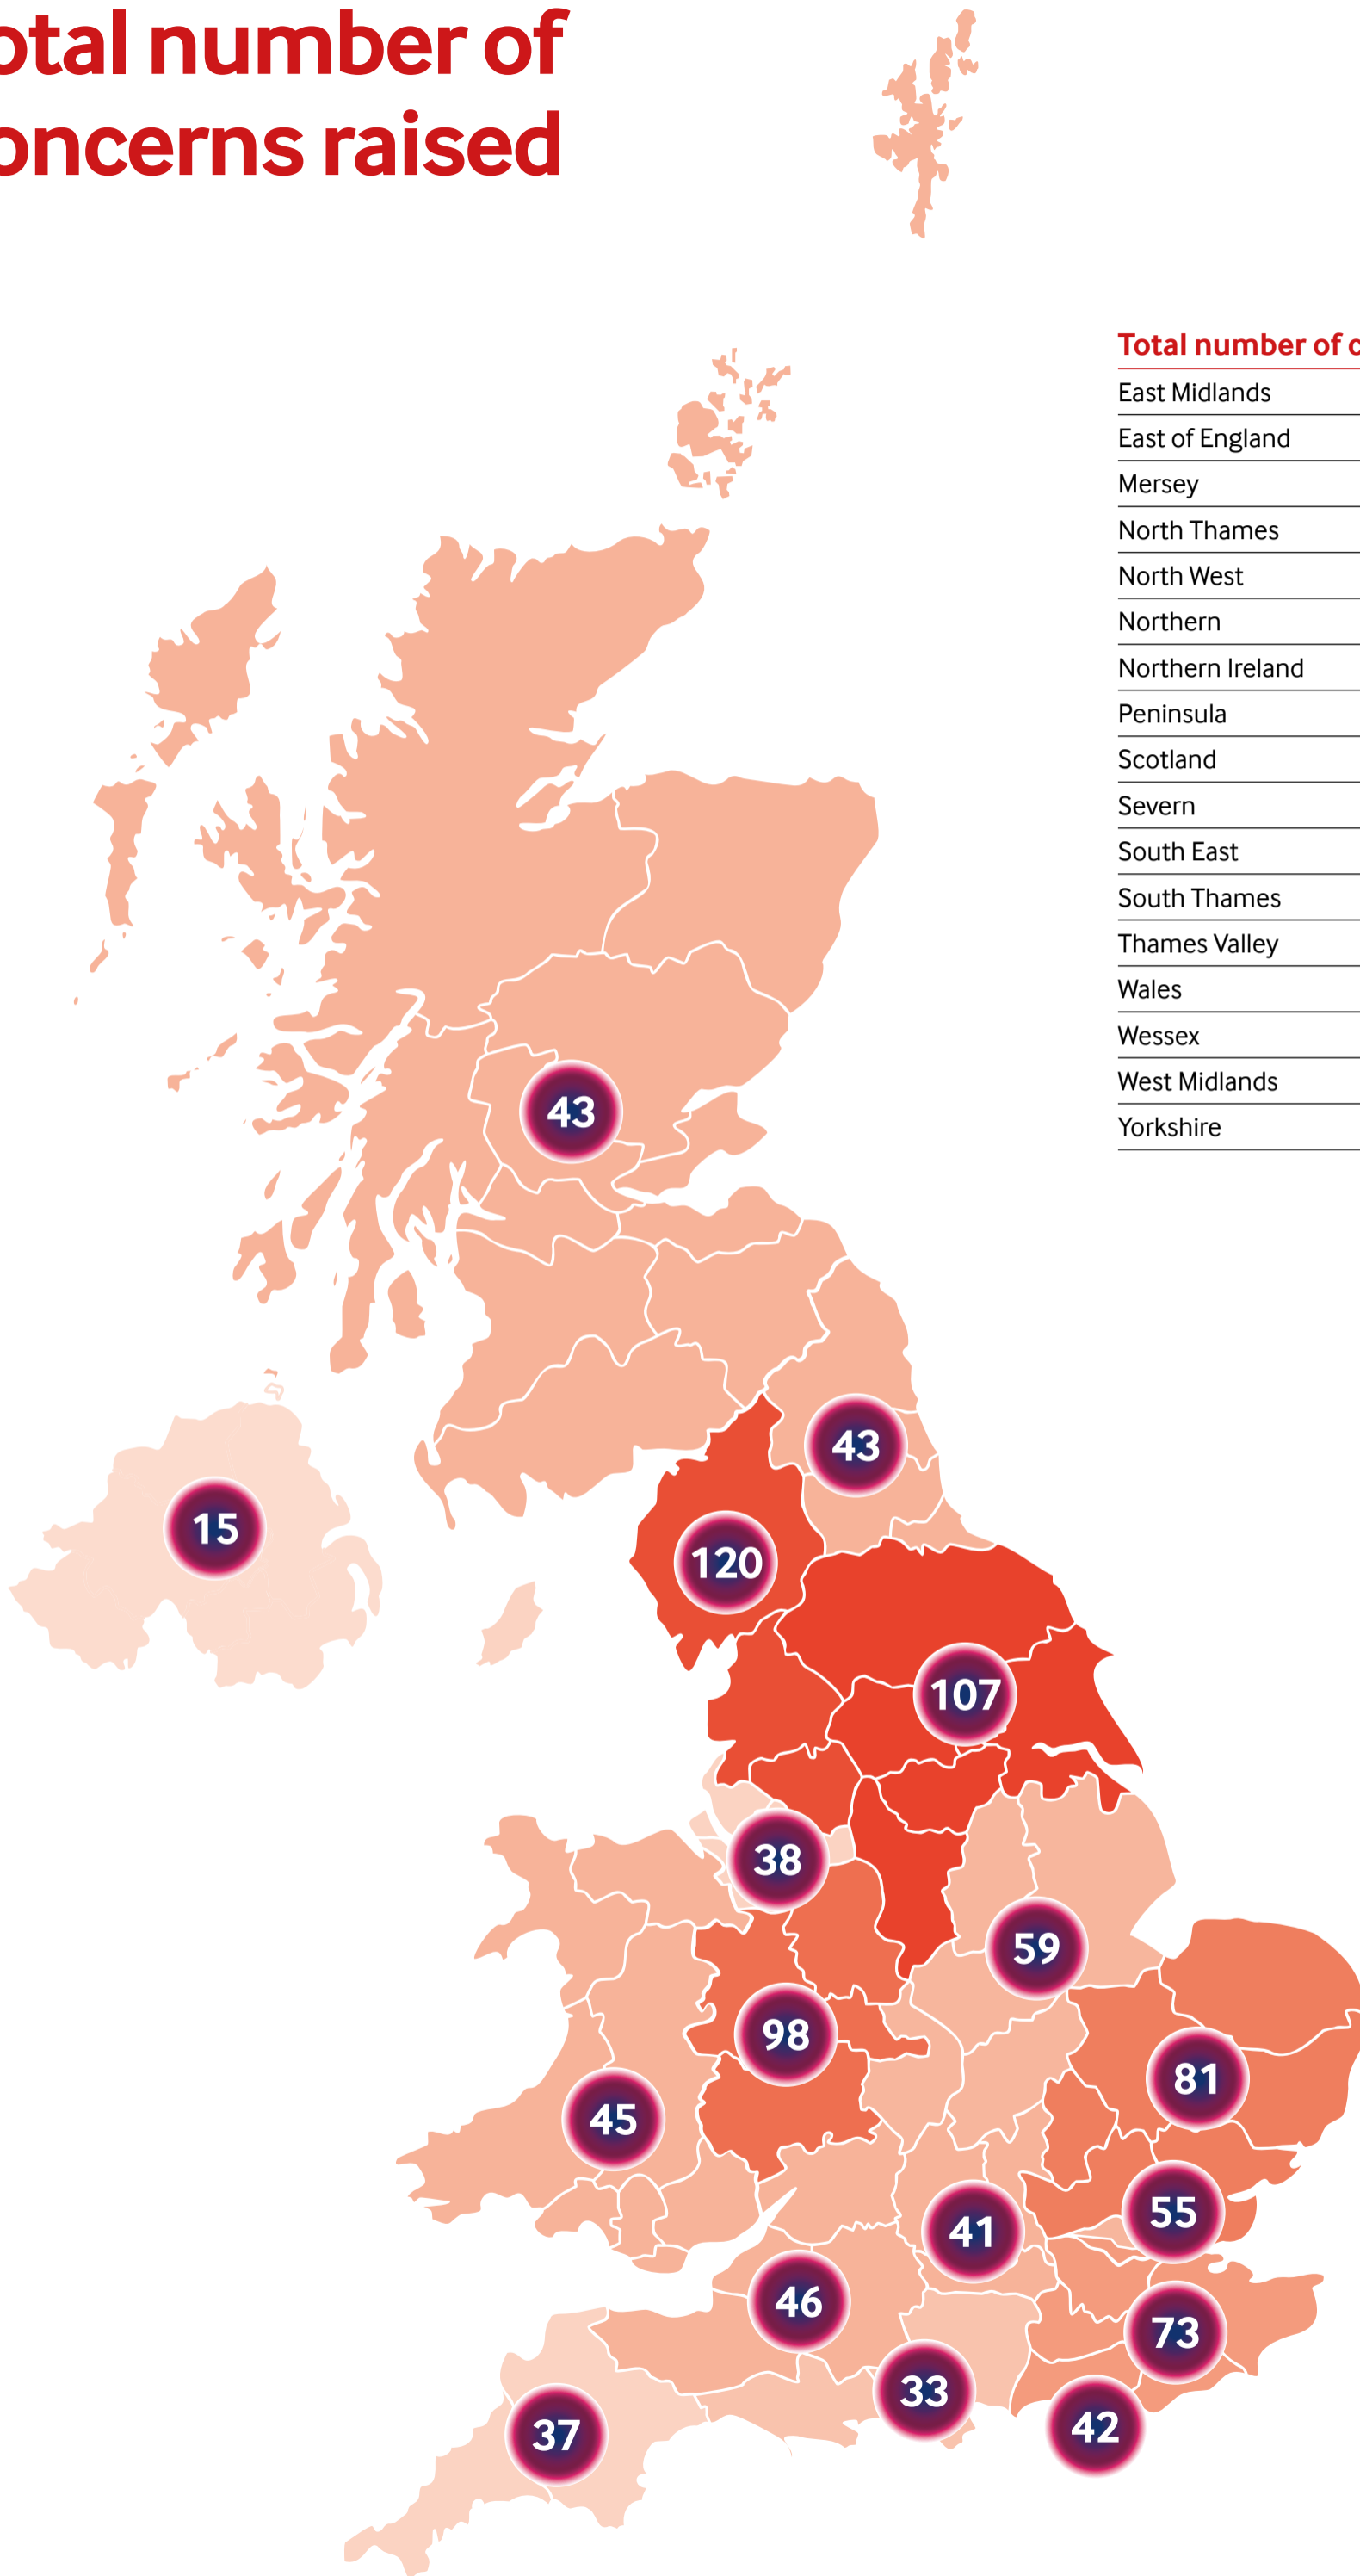 otal number of
oncerns raised
Total number of c
East Midlands
East of England
Mersey
North Thames
North West
Northern
Northern Ireland
Peninsula
Scotland
Severn
South East
South Thames
Thames Valley
Wales
Wessex
West Midlands
Yorkshire
43
43
15
120
107
38
59
98
81
45
55
41
46
73
33
42
37